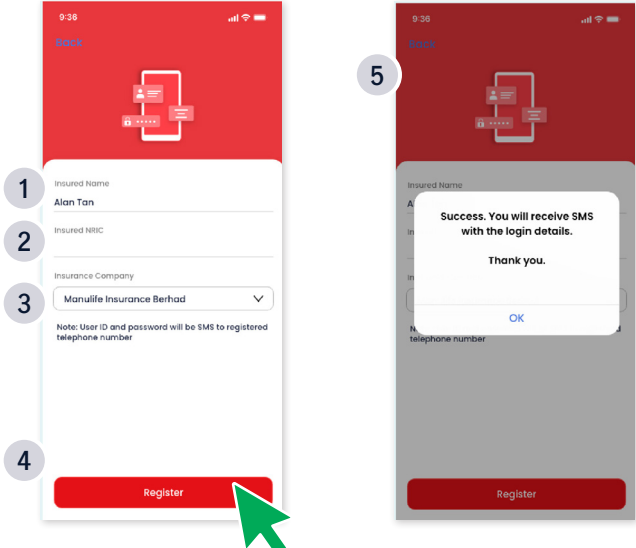 9:36
Back
1
Insured Name
Alan Tan
2
Insured NRIC
Insurance Company
3
Manulife Insurance Berhad
Note: User ID and password will be SMS to registered
telephone number
4
Register
9:36
Back
5
Insured Name
A
In
Success. You will receive SMS
with the login details.
Thank you.
In
OK
N
d
telephone number
Register